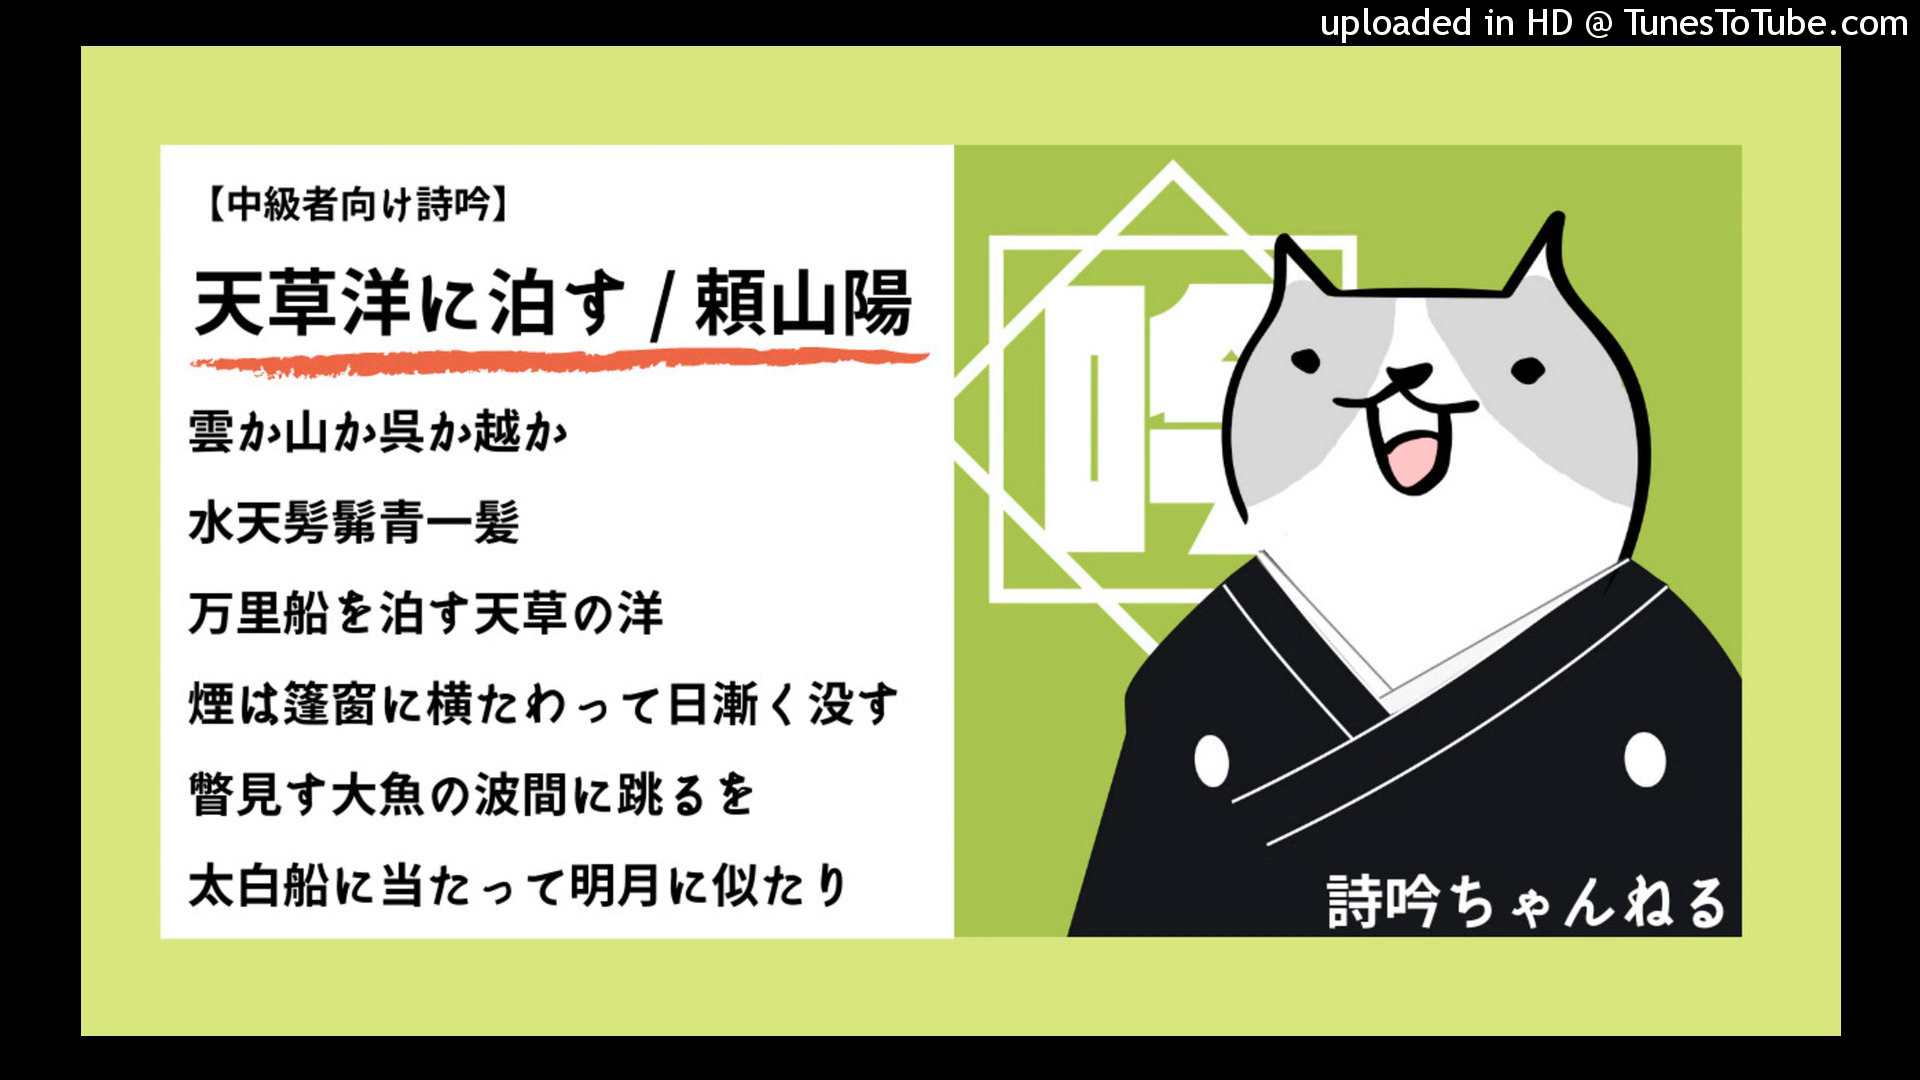 uploaded in HD @ TunesToTube.com
【中級者向け詩吟】
天草洋に泊す / 頼山陽
雲か山か呉か越か
水天髣髴青一髪
万里船を泊す天草の洋
煙は篷窗に横たわって日漸く没す
瞥見す大魚の波間に跳るを
太白船に当たって明月に似たり
吟
詩吟ちゃんねる